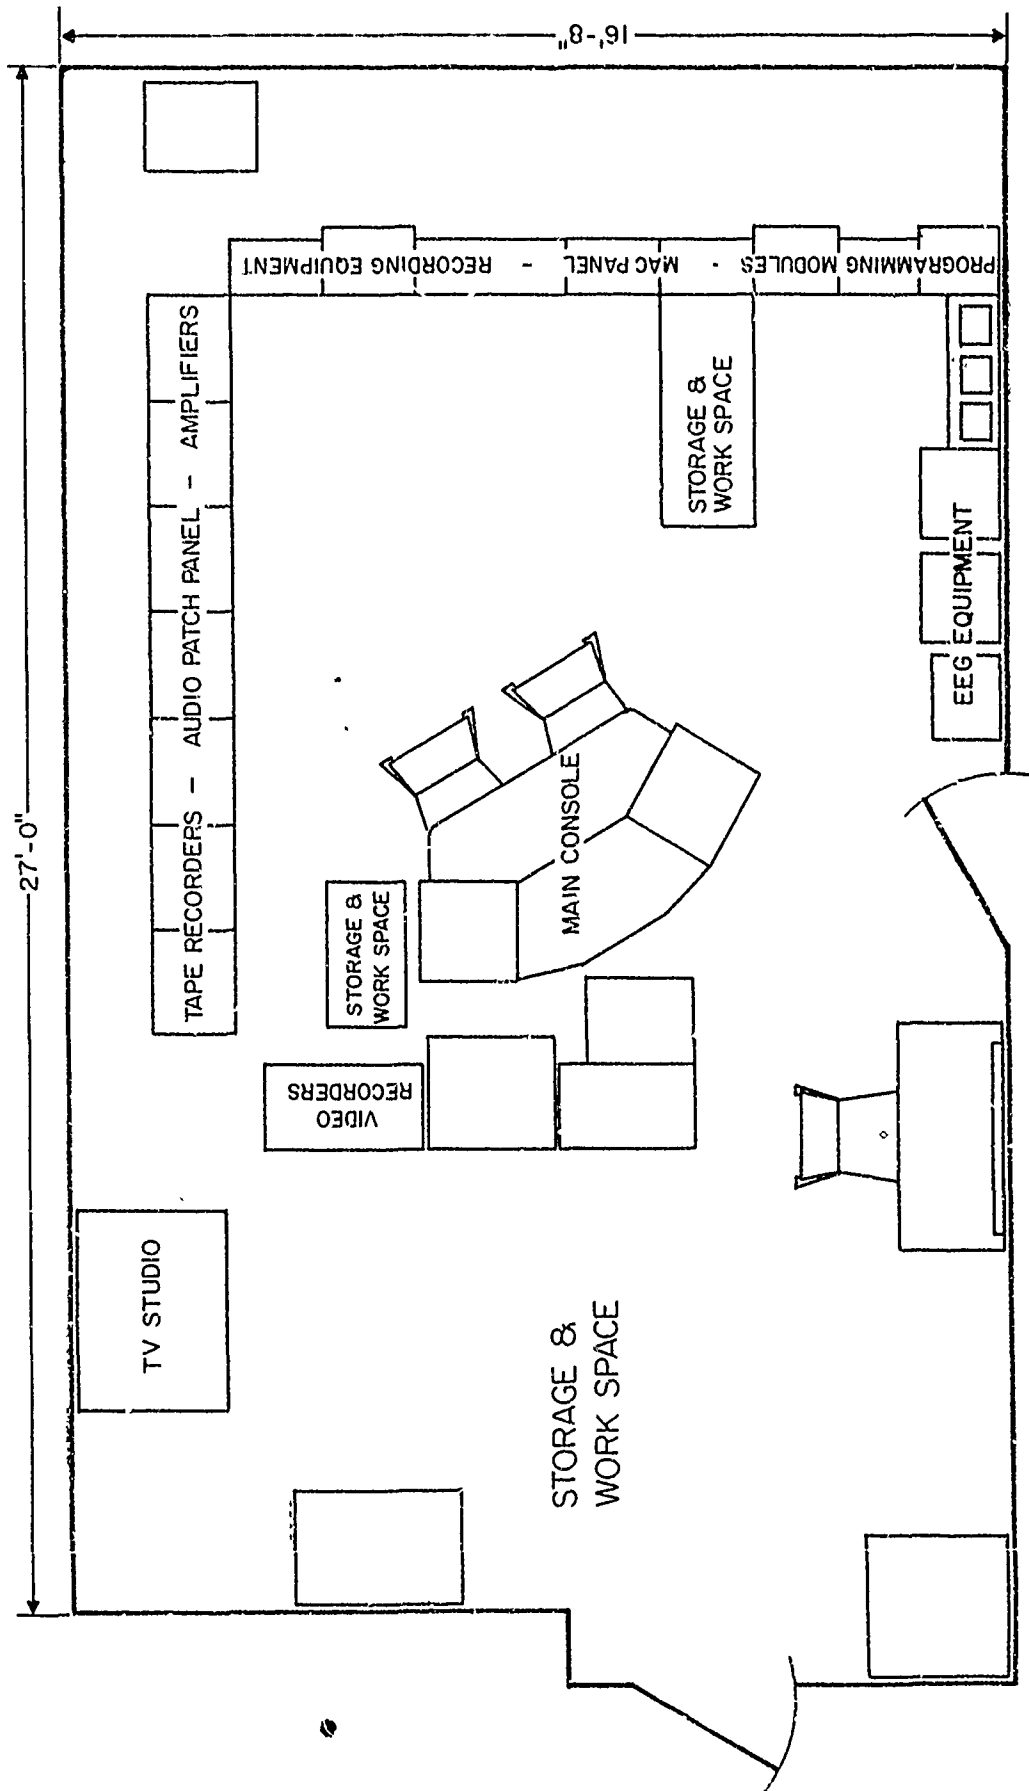 27'-0"
16'-8"
TAPE RECORDERS - AUDIO PATCH PANEL - AMPLIFIERS
PROGRAMMING MODULES - MAC PANEL - RECORDING EQUIPMENT
STORAGE &
WORK SPACE
EEG EQUIPMENT
MAIN CONSOLE
STORAGE &
WORK SPACE
VIDEO
RECORDERS
TV STUDIO
STORAGE &
WORK SPACE